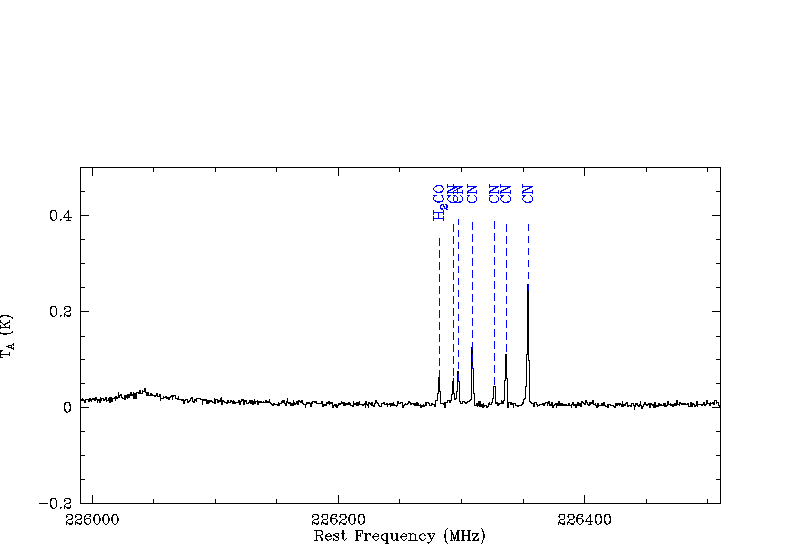 H2CO
CN
CN
CN
CN
CN
CN
0.4
0.2
0
-0.2
TA (K)
226000
226200
226400
Rest Frequency (MHz)